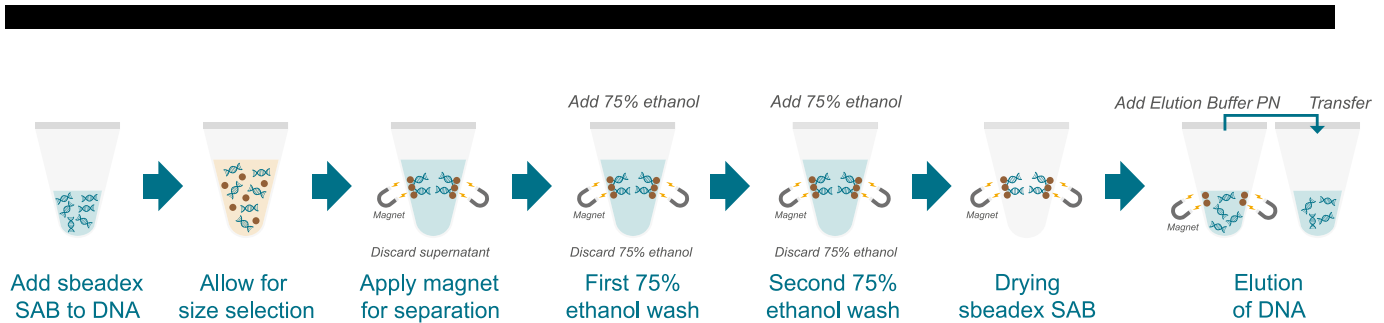 Add 75% ethanol
Add 75% ethanol
Add Elution Buffer PN
Transfer
Magnet
Magnet
Magnet
Magnet
Magnet
Discard supernatant
Discard 75% ethanol
Discard 75% ethanol
Add sbeadex
SAB to DNA
Allow for
size selection
Apply magnet
for separation
First 75%
ethanol wash
Second 75%
ethanol wash
Drying
sbeadex SAB
Elution
of DNA